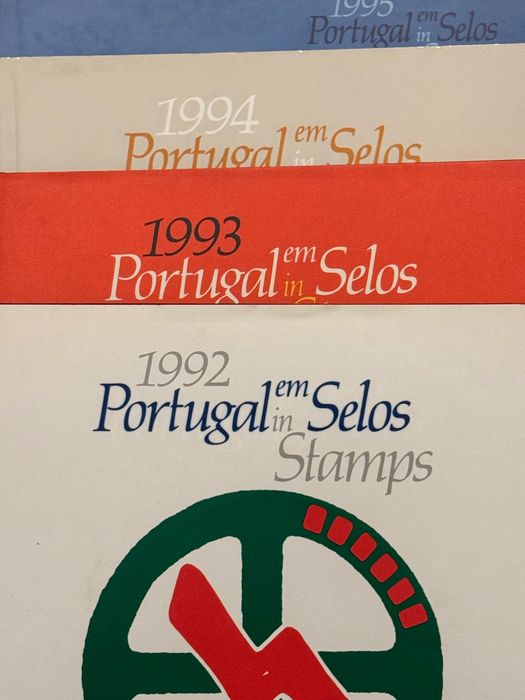 1995
Portugal em in Selos
1994
Portugal em in Selos
1993
Portugal em in Selos
1992
Portugal em in Selos
Stamps